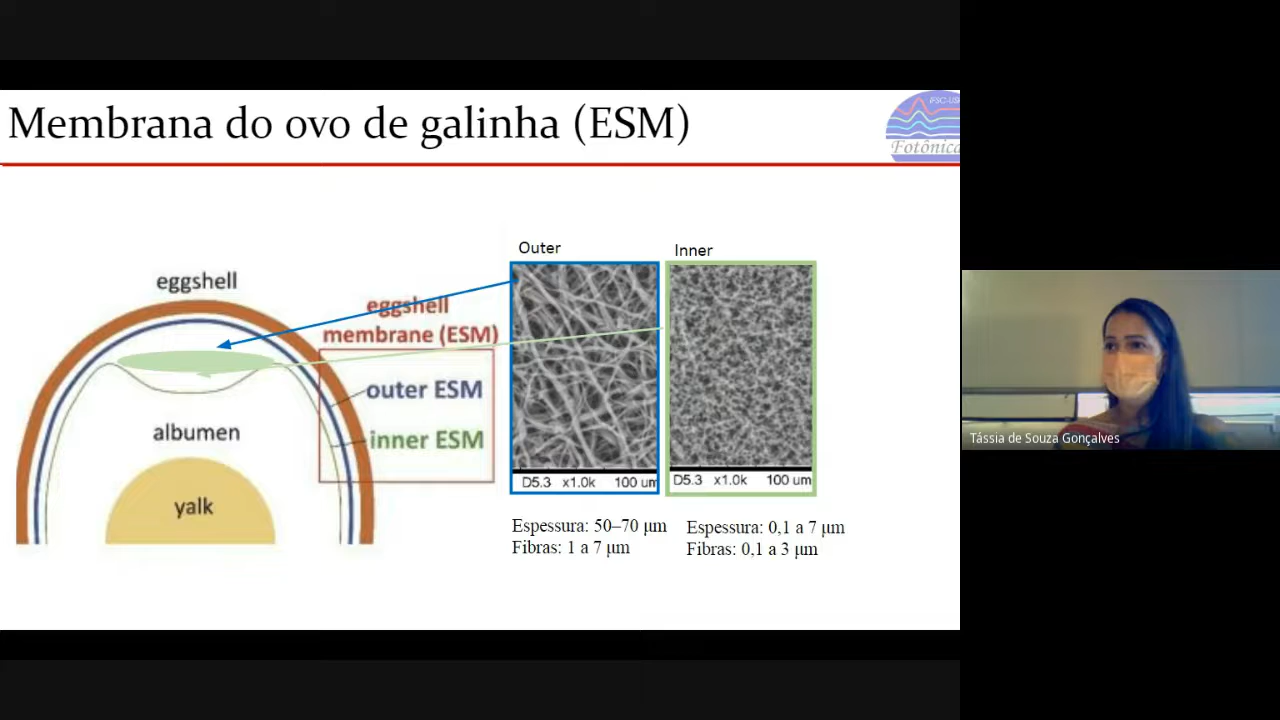 Membrana do ovo de galinha (ESM)
IFSC-USP
Fotônica
Outer
Inner
eggshell
eggshell
membrane (ESM)
outer ESM
inner ESM
albumen
yalk
D5.3 x1.0k 100 um
D5.3 x1.0k 100 um
Espessura: 50–70 μm
Fibras: 1 a 7 μm
Espessura: 0,1 a 7 μm
Fibras: 0,1 a 3 μm
Tássia de Souza Gonçalves